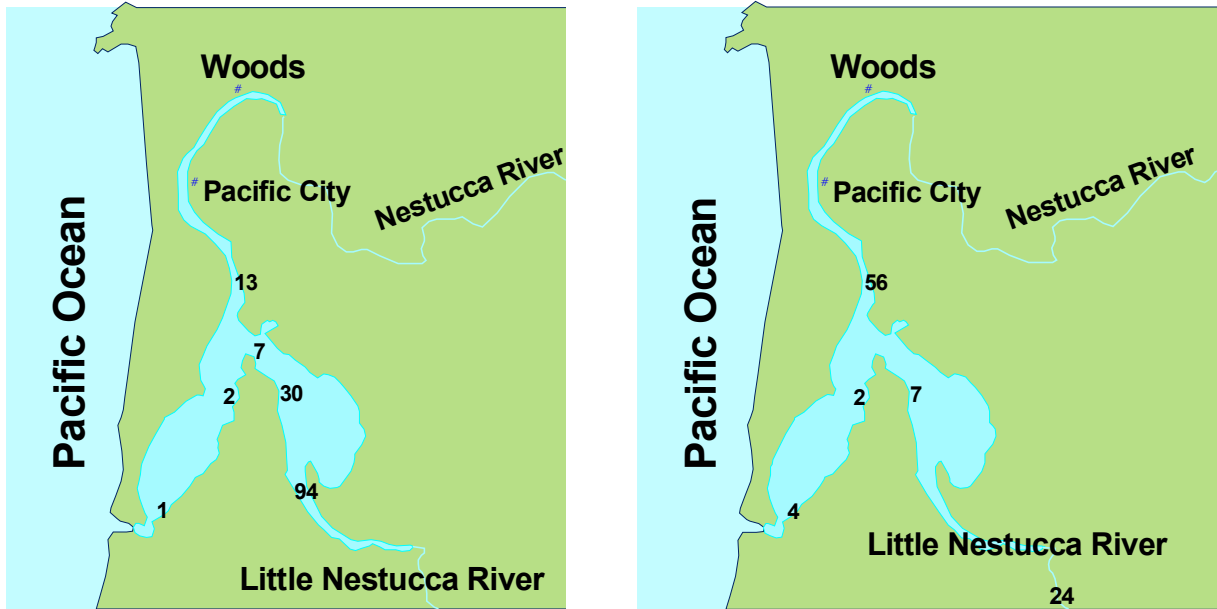 Woods
#
#
Pacific City
Nestucca River
Pacific Ocean
13
7
2
30
94
1
Little Nestucca River
Woods
#
#
Pacific City
Nestucca River
Pacific Ocean
56
2
7
4
Little Nestucca River
24